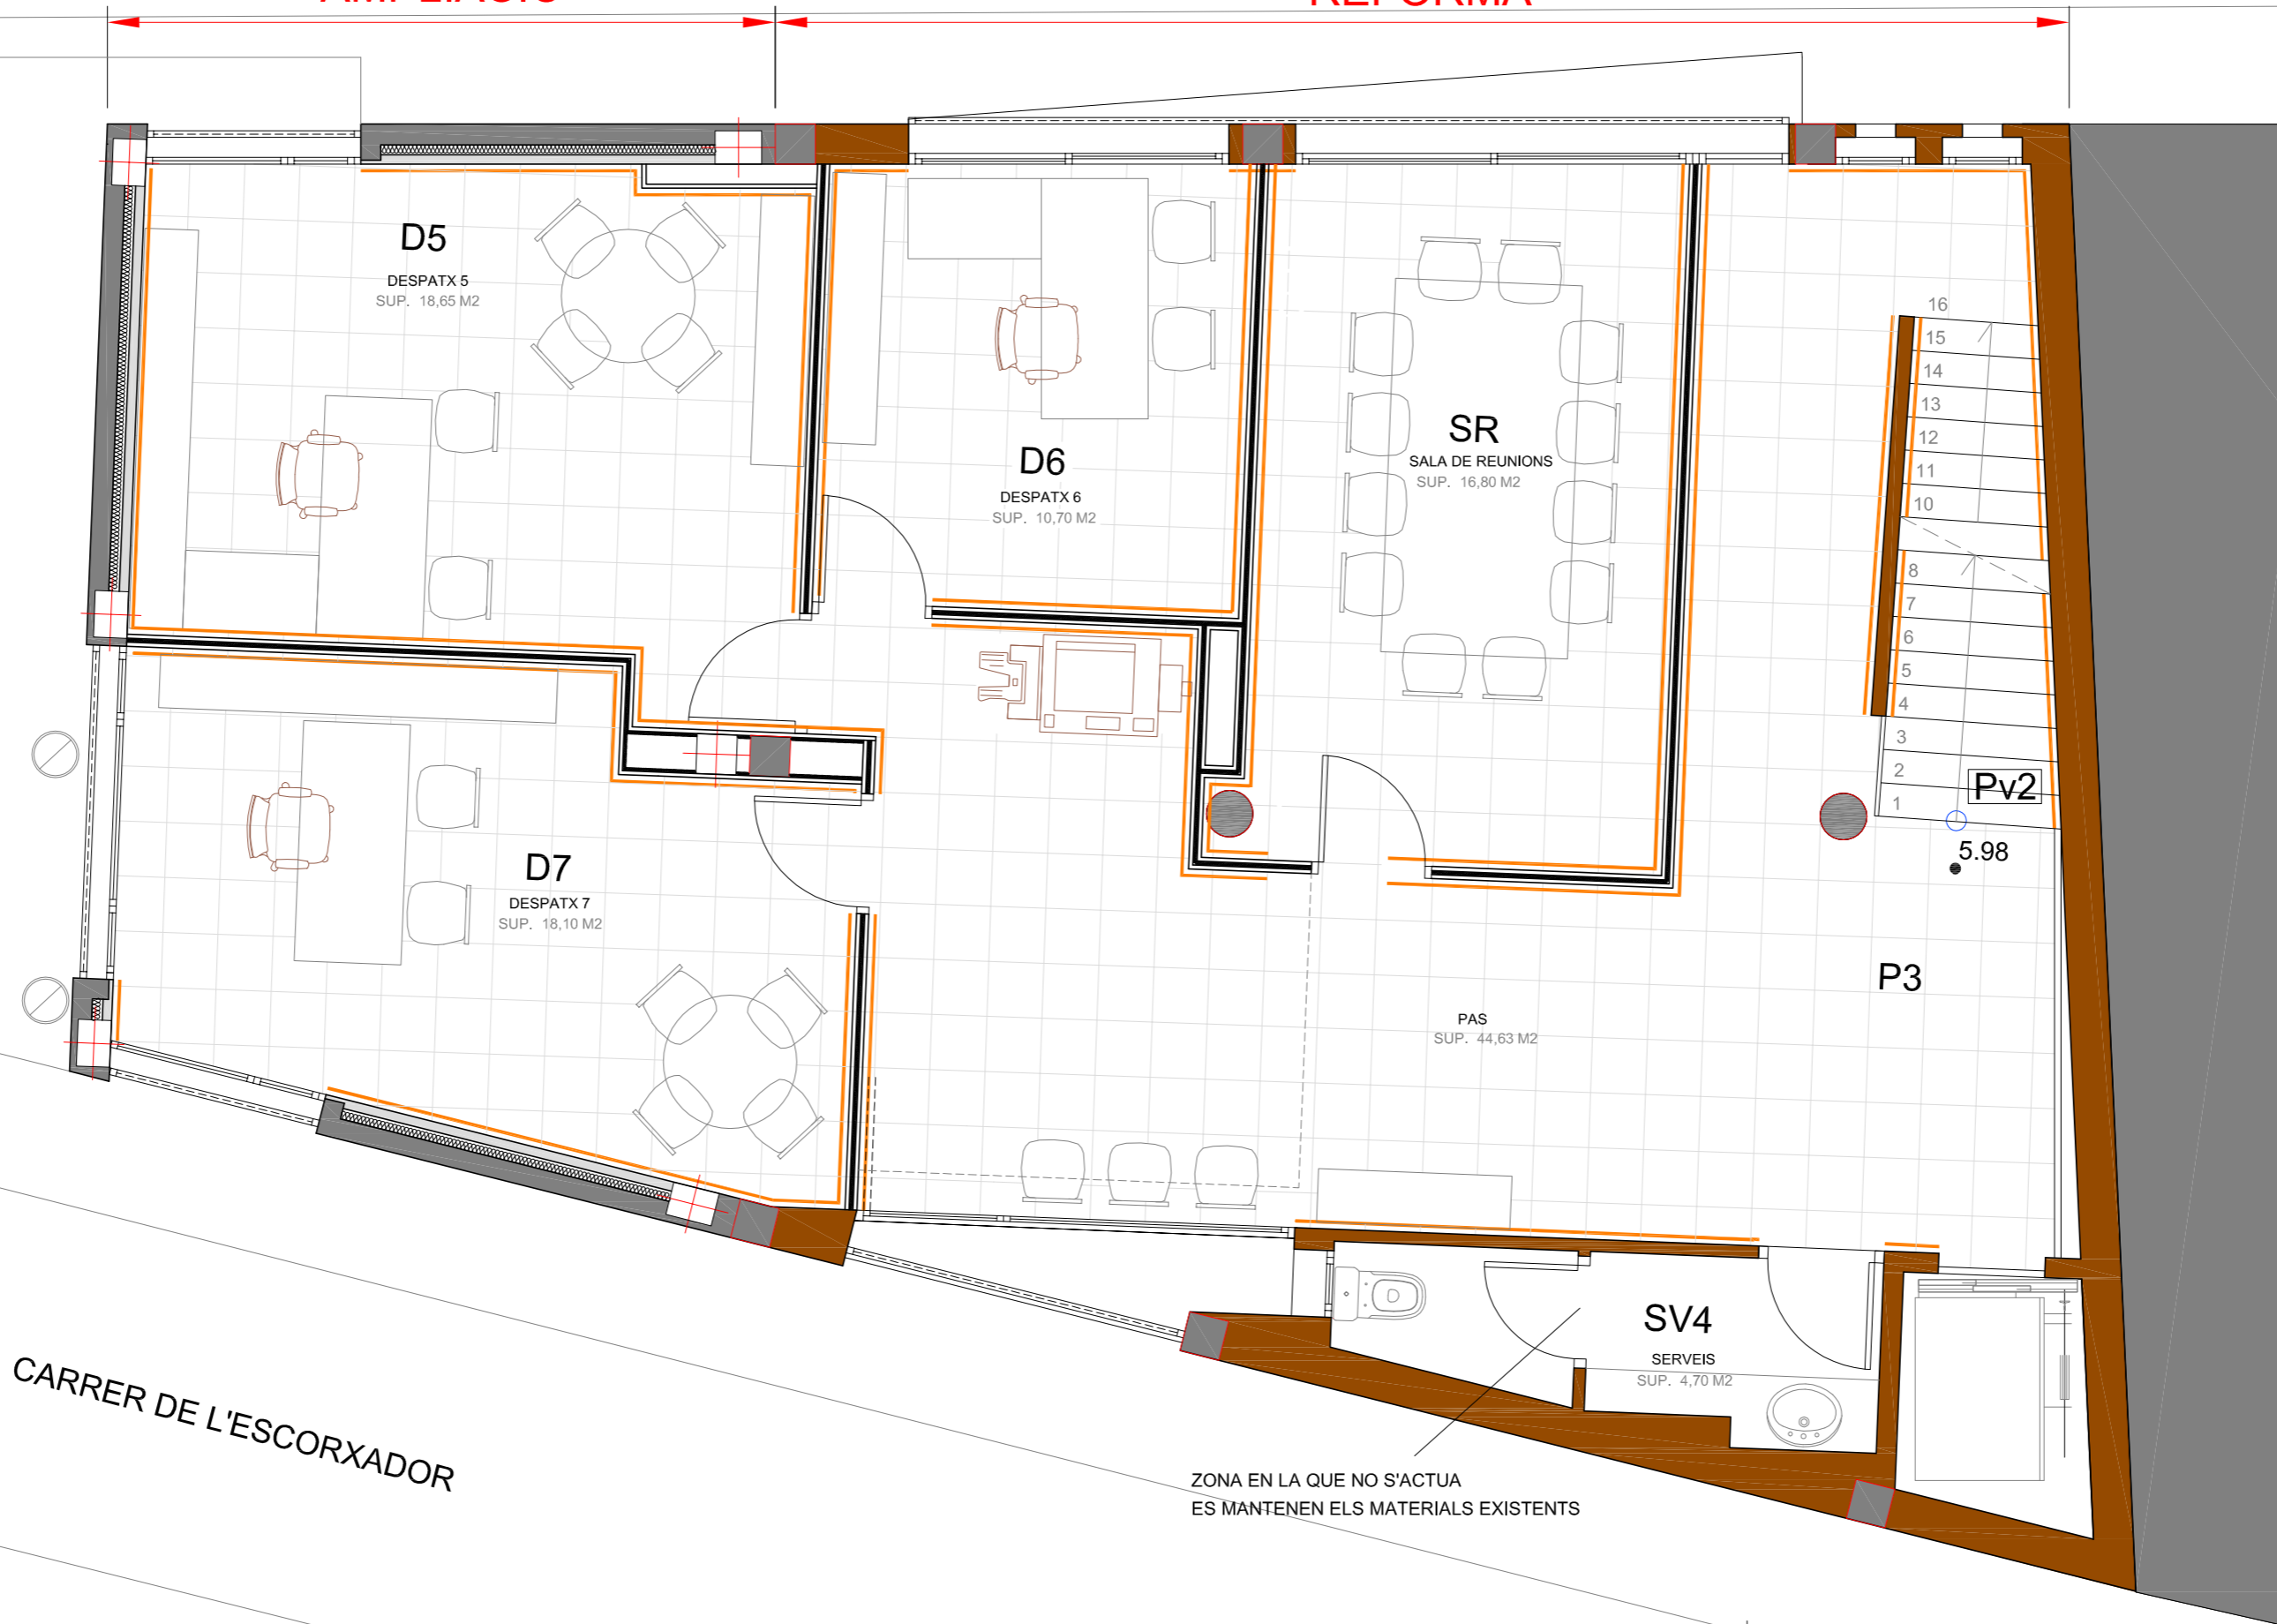 D5
DESPATX 5
SUP. 18,65 M2
D6
DESPATX 6
SUP. 10,70 M2
SR
SALA DE REUNIONS
SUP. 16,80 M2
16
15
14
13
12
11
10
8
7
6
5
4
3
2
1
Pv2
5.98
D7
DESPATX 7
SUP. 18,10 M2
P3
PAS
SUP. 44,63 M2
SV4
SERVEIS
SUP. 4,70 M2
CARRER DE L'ESCORXADOR
ZONA EN LA QUE NO S'ACTUA
ES MANTENEN ELS MATERIALS EXISTENTS